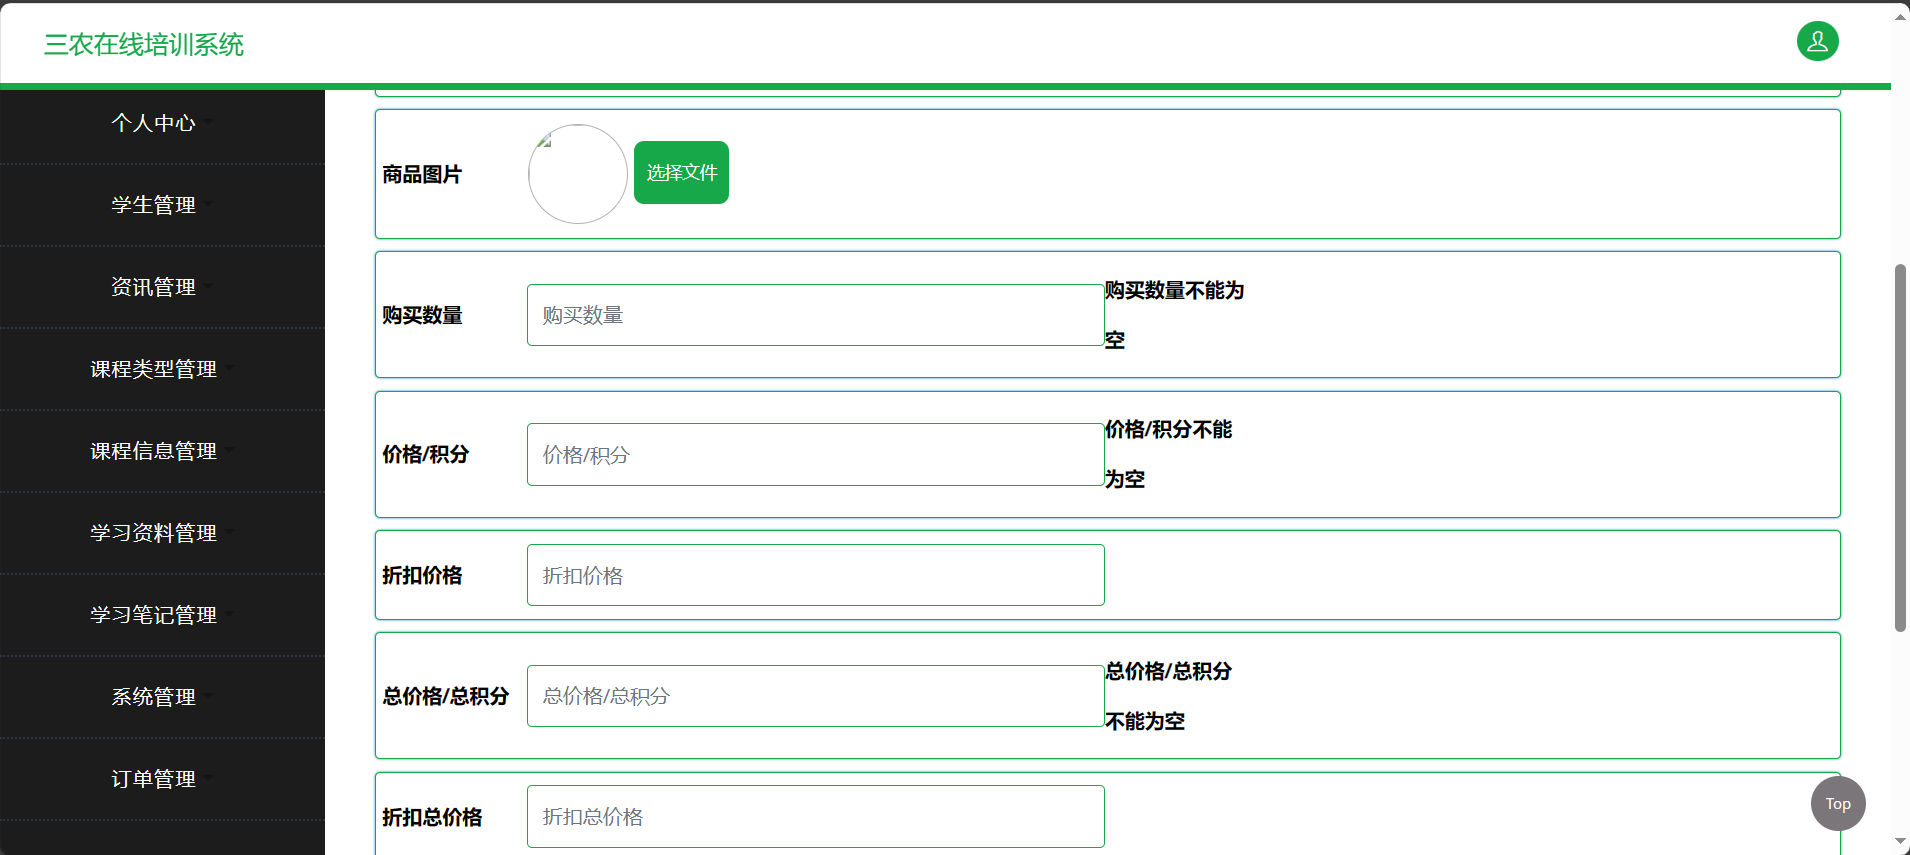 三农在线培训系统
个人中心
学生管理
资讯管理
课程类型管理
课程信息管理
学习资料管理
学习笔记管理
系统管理
订单管理
商品图片
选择文件
购买数量
购买数量
购买数量不能为
空
价格/积分
价格/积分
价格/积分不能
为空
折扣价格
折扣价格
总价格/总积分
总价格/总积分
总价格/总积分
不能为空
折扣总价格
折扣总价格
Top